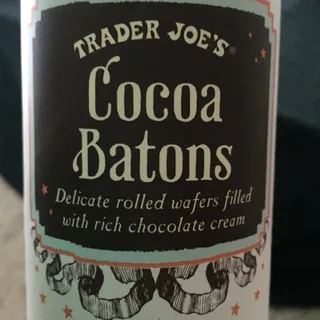 TRADER JOE'S®
Cocoa
Batons
Delicate rolled wafers filled
with rich chocolate cream